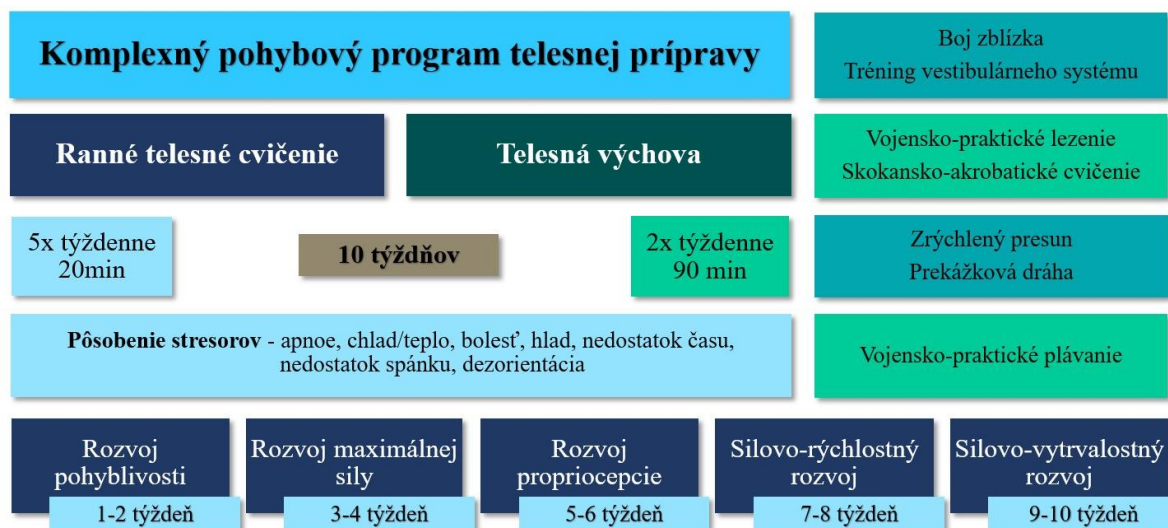 Komplexný pohybový program telesnej prípravy
Boj zblízka
Tréning vestibulárneho systému
Ranné telesné cvičenie
Telesná výchova
Vojensko-praktické lezenie
Skokansko-akrobatické cvičenie
5x týždenne
20min
10 týždňov
2x týždenne
90 min
Zrýchlený presun
Prekážková dráha
Pôsobenie stresorov - apnoe, chlad/teplo, bolesť, hlad, nedostatok času,
nedostatok spánku, dezorientácia
Vojensko-praktické plávanie
Rozvoj
pohyblivosti
1-2 týždeň
Rozvoj maximálnej
sily
3-4 týždeň
Rozvoj
propriocepcie
5-6 týždeň
Silovo-rýchlostný
rozvoj
7-8 týždeň
Silovo-vytrvalostný
rozvoj
9-10 týždeň